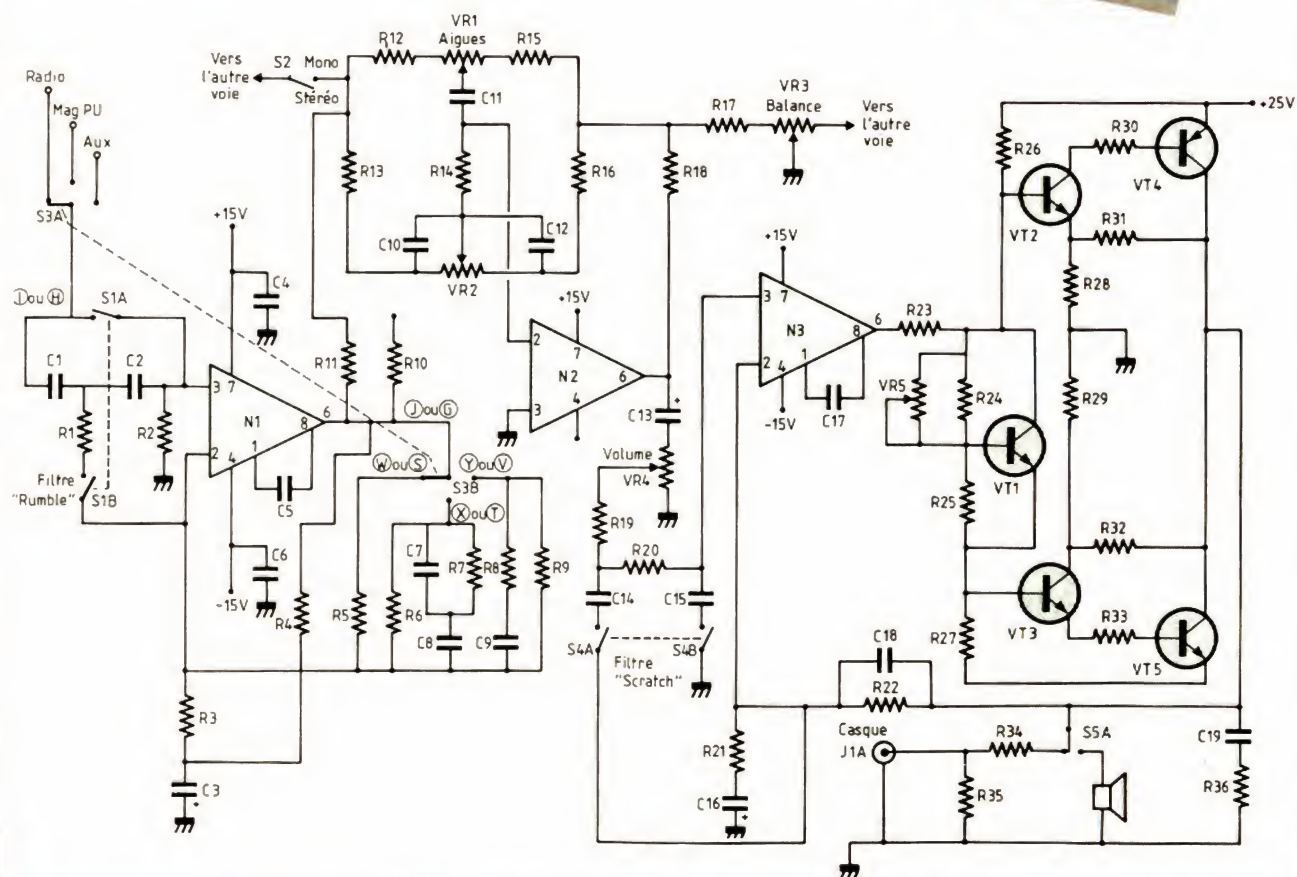 VR1
Aigues
R12
R15
Vers
l'autre
voie
S2
Mono
Stéréo
C11
Radio
Mag PU
Aux
S3A
R13
R14
R16
R17
VR3
Balance
Vers
l'autre
voie
R18
+25V
R26
R30
VT4
VT2
R31
R28
+15V
C4
C10
C12
VR2
Ⓘ ou Ⓗ
S1A
C1
C2
R1
R2
3
7
N1
6
2
4
1
8
C5
Filtre
"Rumble"
S1B
C6
-15V
R11
R10
Ⓙ ou Ⓖ
Ⓦ ou Ⓢ
Ⓨ ou Ⓥ
S3B
Ⓧ ou Ⓣ
R4
R5
R6
C7
R7
R8
R9
C8
C9
R3
C3
+
+15V
2
7
N2
6
3
4
C13
+
Volume
VR4
R19
R20
C14
C15
S4A
S4B
Filtre
"Scratch"
+15V
3
7
N3
6
2
1
8
4
-15V
C17
R23
VR5
R24
VT1
R25
R29
R32
VT3
R33
VT5
R27
C18
R22
R21
C16
+
Casque
J1A
R34
S5A
R35
C19
R36